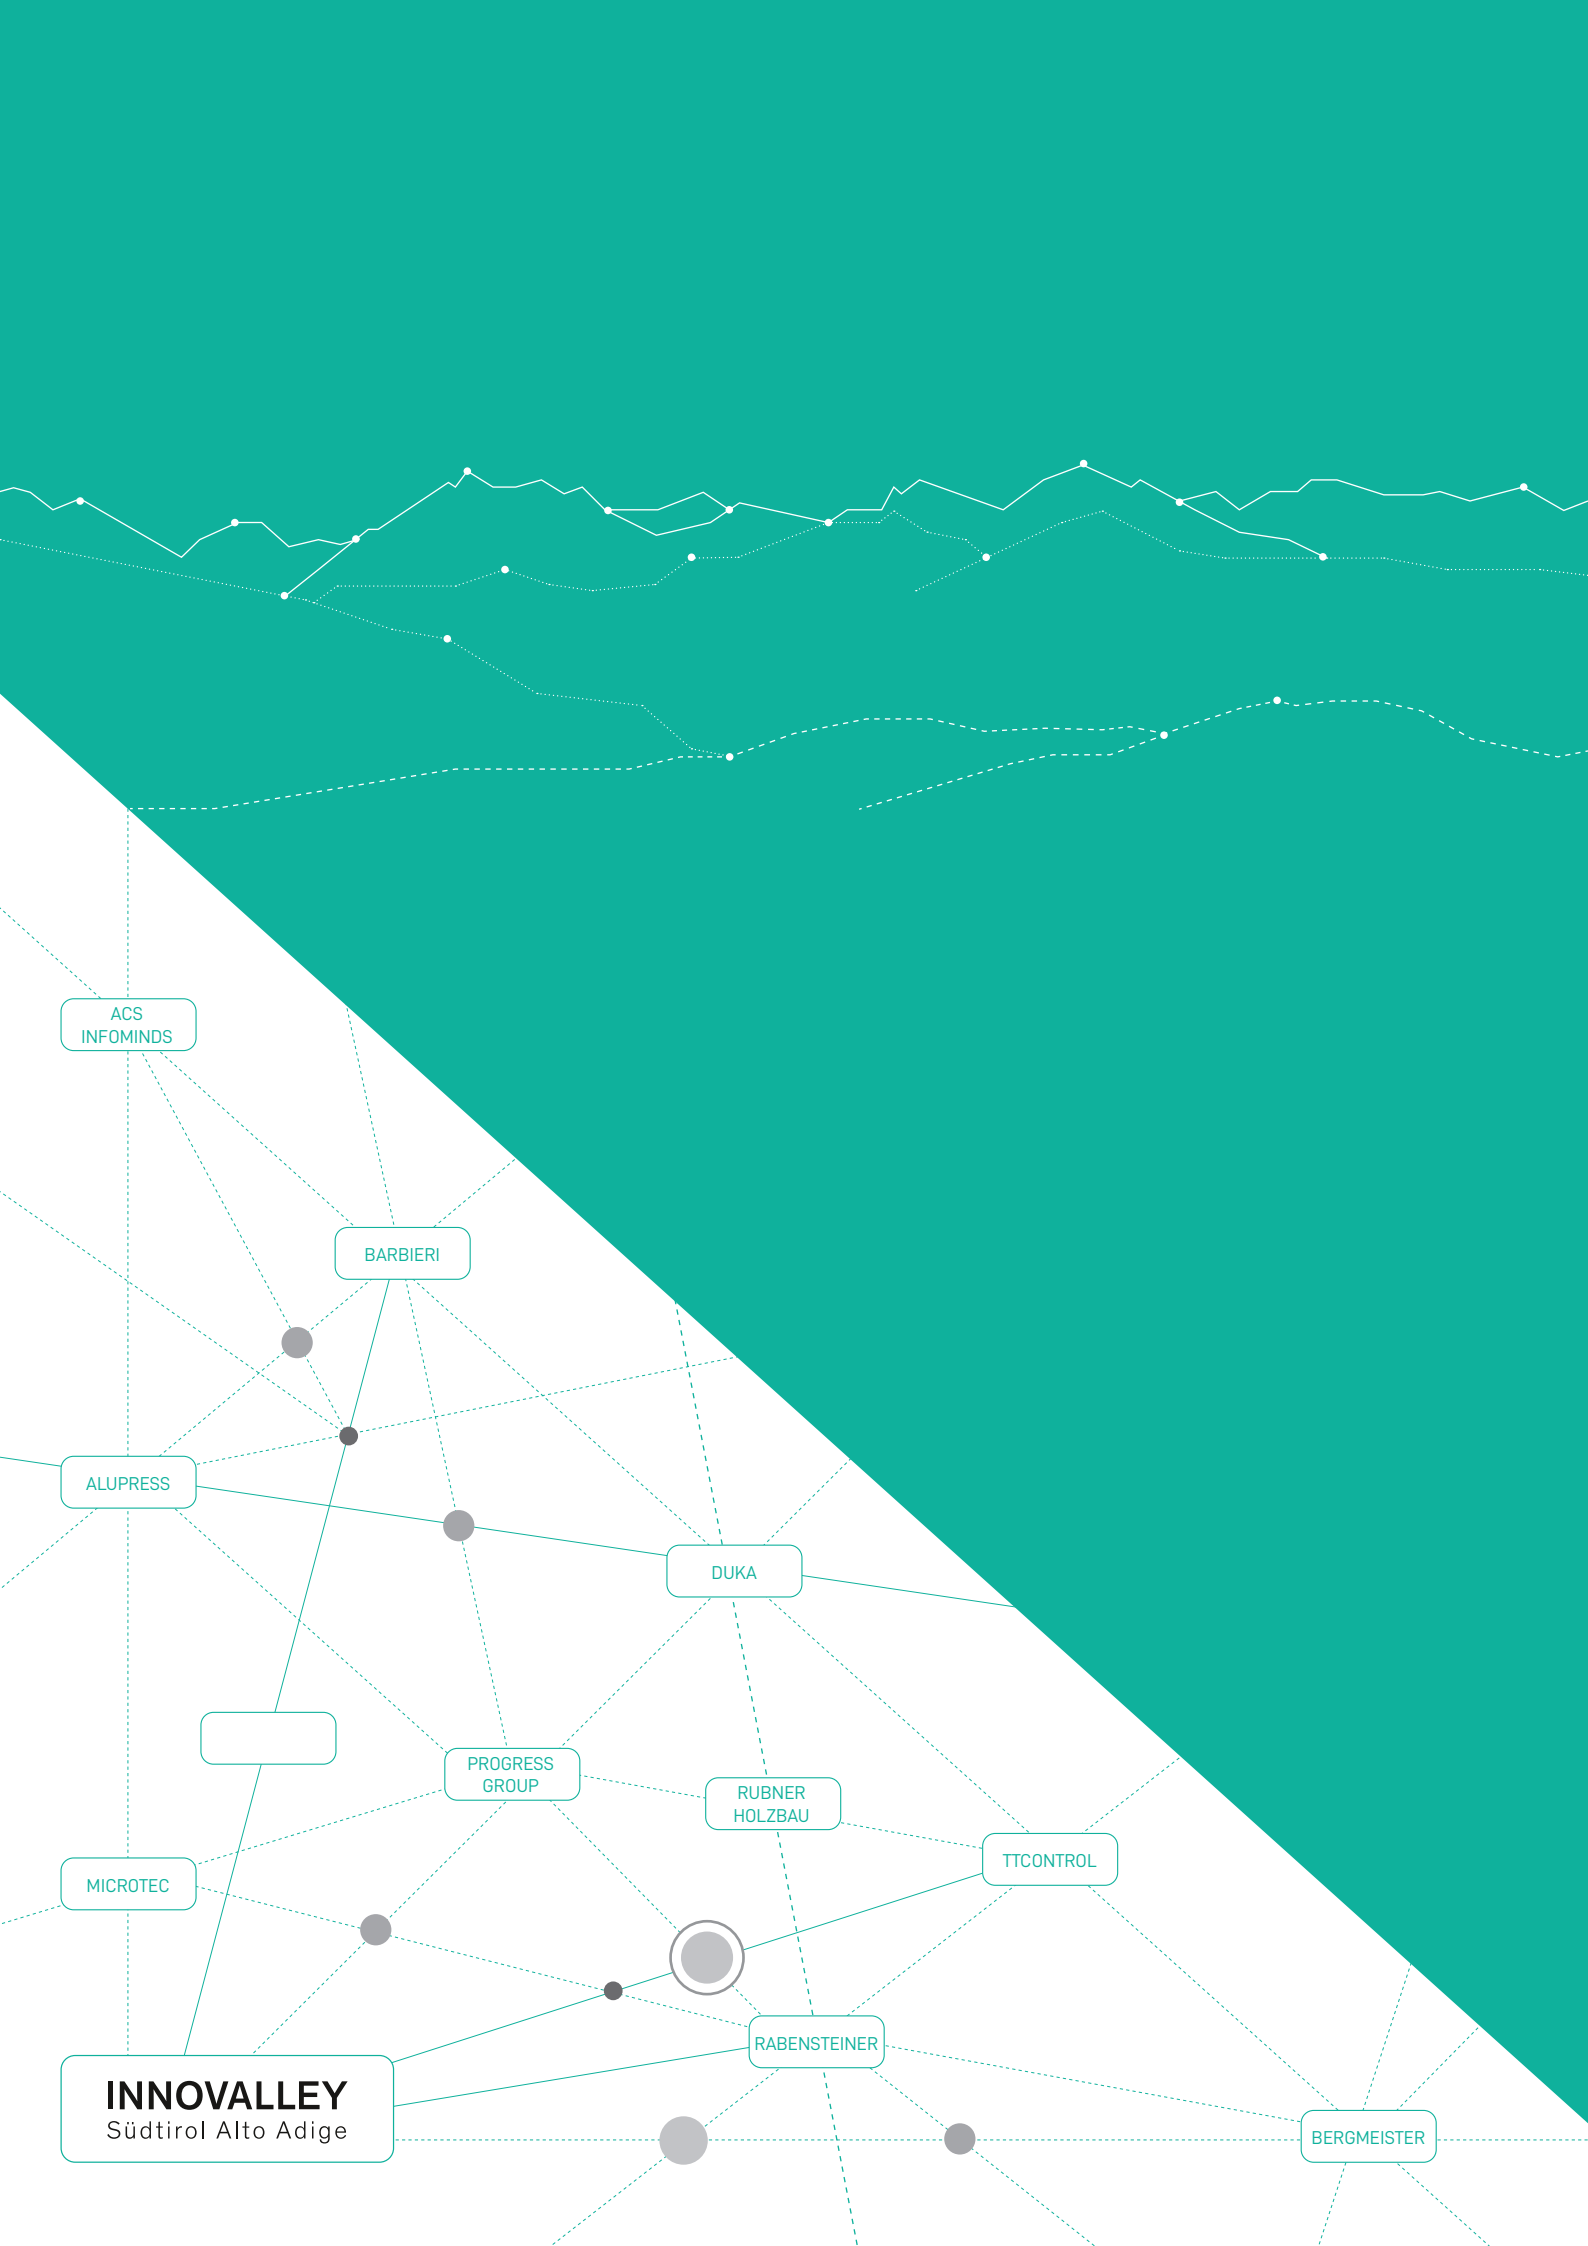 ACS
INFOMINDS
BARBIERI
ALUPRESS
DUKA
PROGRESS
GROUP
RUBNER
HOLZBAU
TTCONTROL
MICROTEC
RABENSTEINER
INNOVALLEY
Südtirol Alto Adige
BERGMEISTER